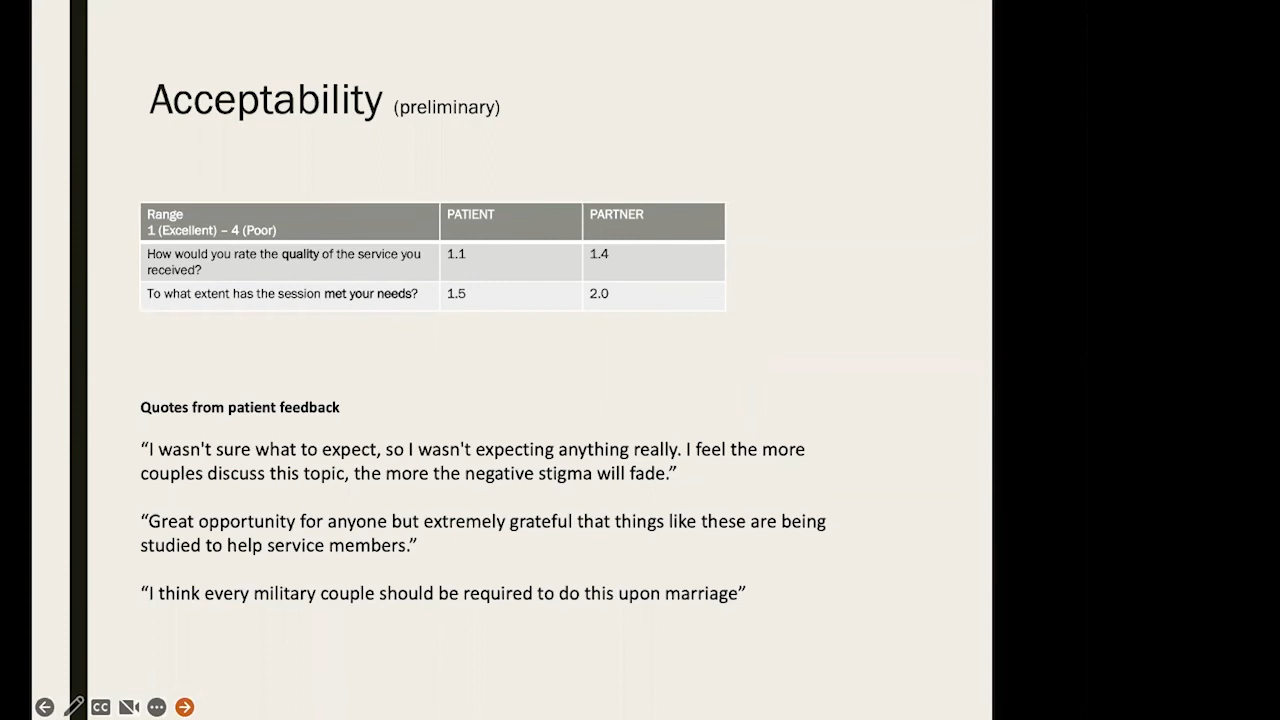 Acceptability (preliminary)
Range
1 (Excellent) – 4 (Poor)
PATIENT
PARTNER
How would you rate the quality of the service you
received?
1.1
1.4
To what extent has the session met your needs?
1.5
2.0
Quotes from patient feedback
“I wasn't sure what to expect, so I wasn't expecting anything really. I feel the more
couples discuss this topic, the more the negative stigma will fade.”
“Great opportunity for anyone but extremely grateful that things like these are being
studied to help service members.”
“I think every military couple should be required to do this upon marriage”
CC